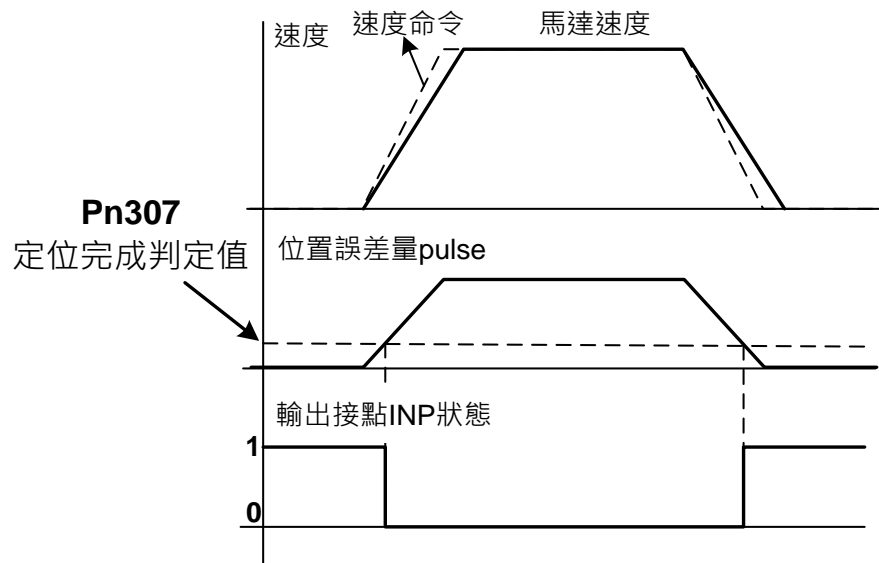 速度
速度命令
馬達速度
Pn307
定位完成判定值
位置誤差量pulse
輸出接點INP狀態
1
0